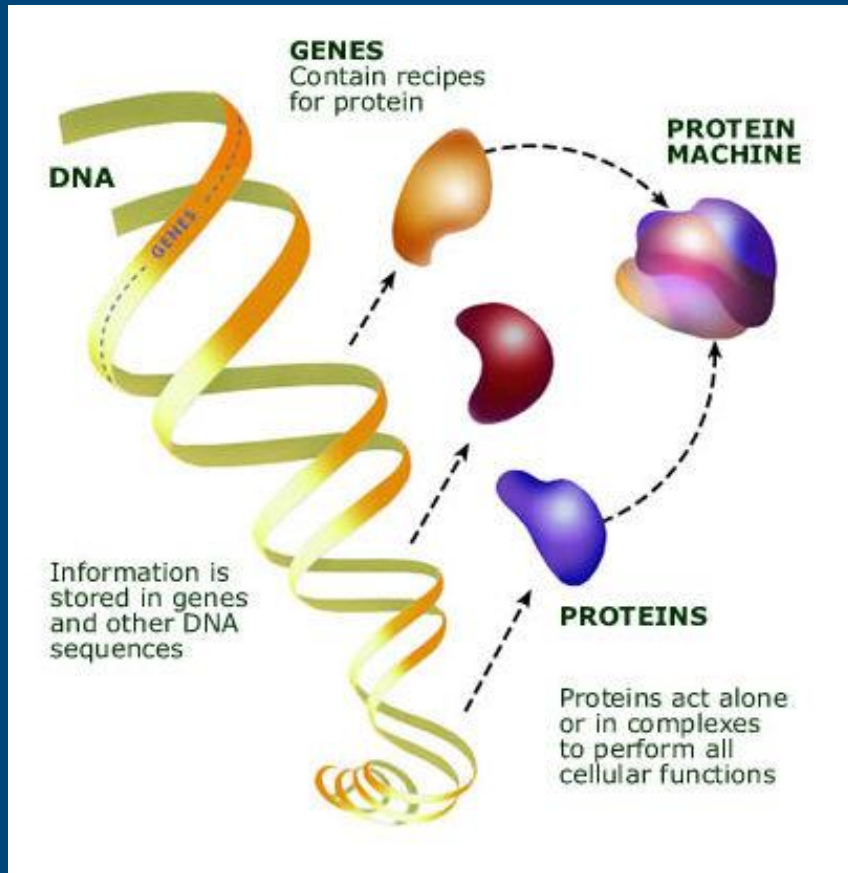 GENES
Contain recipes
for protein
PROTEIN
MACHINE
DNA
GENES
Information is
stored in genes
and other DNA
sequences
PROTEINS
Proteins act alone
or in complexes
to perform all
cellular functions